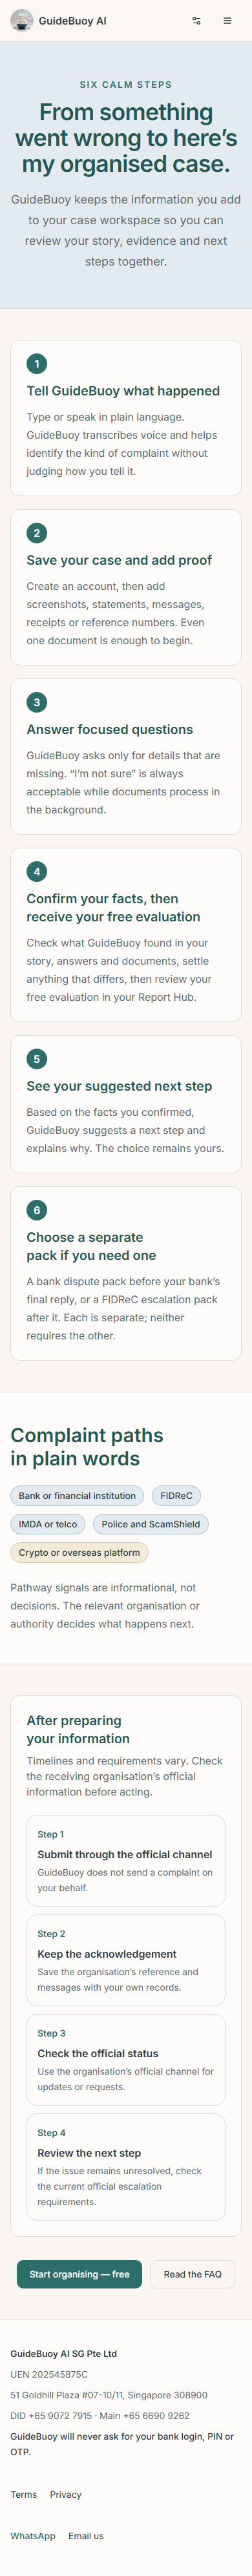 GuideBuoy AI
SIX CALM STEPS
From something
went wrong to here’s
my organised case.
GuideBuoy keeps the information you add
to your case workspace so you can
review your story, evidence and next
steps together.
1
Tell GuideBuoy what happened
Type or speak in plain language.
GuideBuoy transcribes voice and helps
identify the kind of complaint without
judging how you tell it.
2
Save your case and add proof
Create an account, then add
screenshots, statements, messages,
receipts or reference numbers. Even
one document is enough to begin.
3
Answer focused questions
GuideBuoy asks only for details that are
missing. “I’m not sure” is always
acceptable while documents process in
the background.
4
Confirm your facts, then
receive your free evaluation
Check what GuideBuoy found in your
story, answers and documents, settle
anything that differs, then review your
free evaluation in your Report Hub.
5
See your suggested next step
Based on the facts you confirmed,
GuideBuoy suggests a next step and
explains why. The choice remains yours.
6
Choose a separate
pack if you need one
A bank dispute pack before your bank’s
final reply, or a FIDReC escalation pack
after it. Each is separate; neither
requires the other.
Complaint paths
in plain words
Bank or financial institution FIDReC
IMDA or telco Police and ScamShield
Crypto or overseas platform
Pathway signals are informational, not
decisions. The relevant organisation or
authority decides what happens next.
After preparing
your information
Timelines and requirements vary. Check
the receiving organisation’s official
information before acting.
Step 1
Submit through the official channel
GuideBuoy does not send a complaint on
your behalf.
Step 2
Keep the acknowledgement
Save the organisation’s reference and
messages with your own records.
Step 3
Check the official status
Use the organisation’s official channel for
updates or requests.
Step 4
Review the next step
If the issue remains unresolved, check
the current official escalation
requirements.
Start organising — free Read the FAQ
GuideBuoy AI SG Pte Ltd
UEN 202545875C
51 Goldhill Plaza #07-10/11, Singapore 308900
DID +65 9072 7915 · Main +65 6690 9262
GuideBuoy will never ask for your bank login, PIN or
OTP.
Terms Privacy
WhatsApp Email us